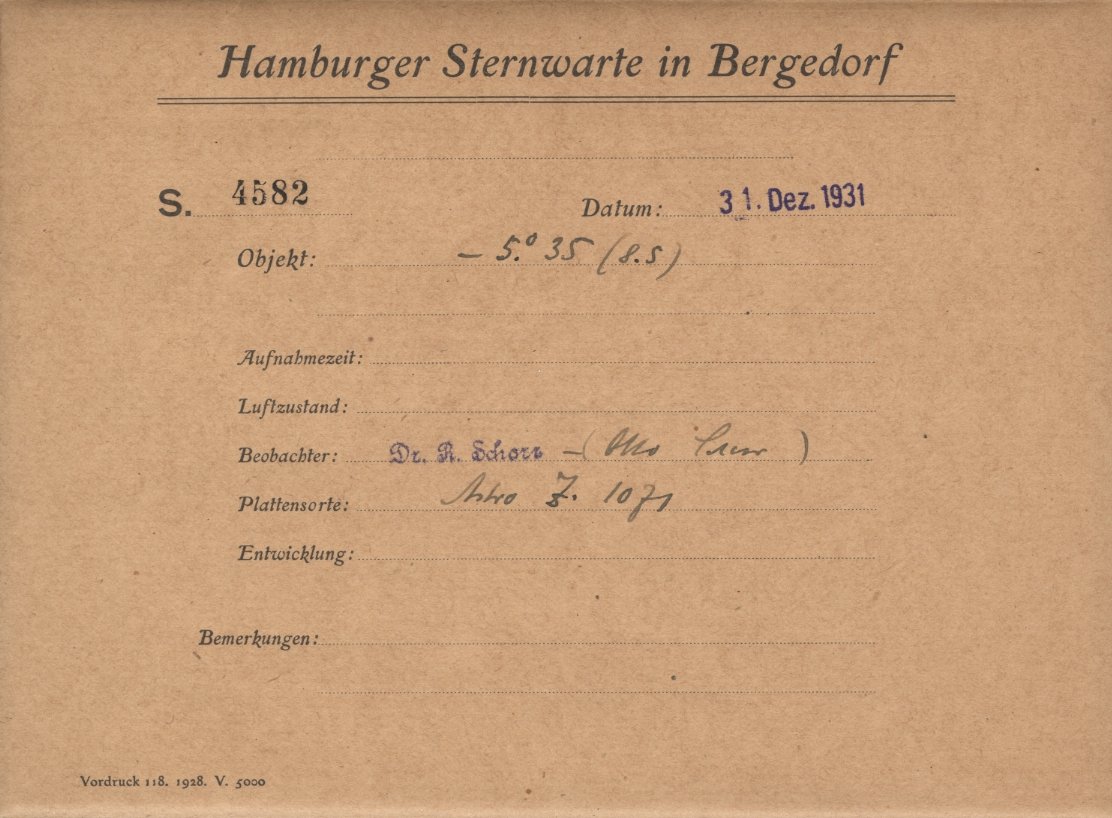 Hamburger Sternwarte in Bergedorf
S. 4582 Datum: 31. Dez. 1931
Objekt: – 5.° 35 (8.5)
Aufnahmezeit:
Luftzustand:
Beobachter: Dr. R. Schorr – (Otto )
Plattensorte: Astro Z. 1071
Entwicklung:
Bemerkungen:
Vordruck 118. 1928. V. 5000